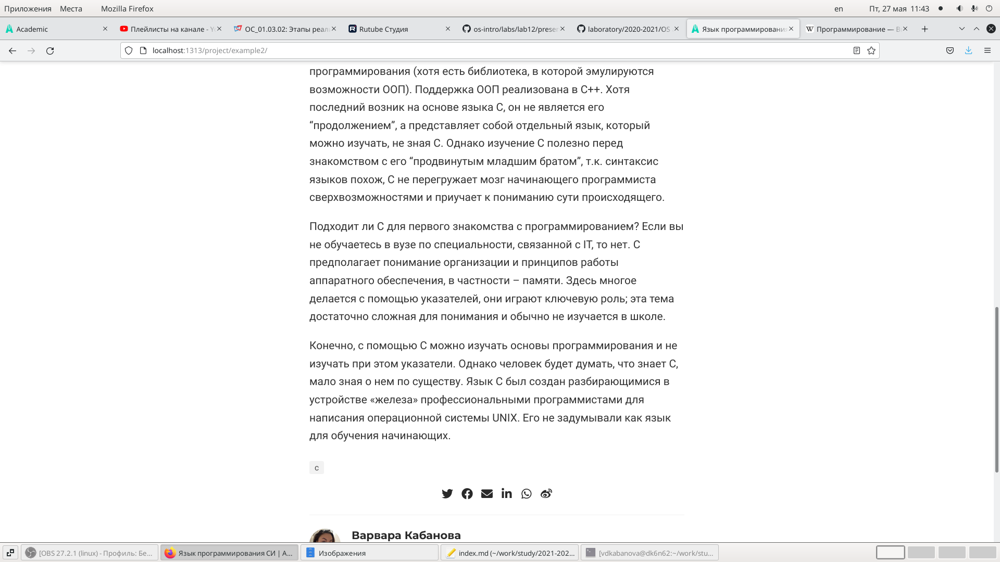 Приложения Места Mozilla Firefox en Пт, 27 мая 11:43
Academic
Плейлисты на канале - Yo
ОС_01.03.02: Этапы реал
Rutube Студия
os-intro/labs/lab12/preser
laboratory/2020-2021/OS
Язык программировани
W Программирование — В
localhost:1313/project/example2/
программирования (хотя есть библиотека, в которой эмулируются
возможности ООП). Поддержка ООП реализована в C++. Хотя
последний возник на основе языка C, он не является его
“продолжением”, а представляет собой отдельный язык, который
можно изучать, не зная C. Однако изучение C полезно перед
знакомством с его “продвинутым младшим братом”, т.к. синтаксис
языков похож, C не перегружает мозг начинающего программиста
сверхвозможностями и приучает к пониманию сути происходящего.
Подходит ли C для первого знакомства с программированием? Если вы
не обучаетесь в вузе по специальности, связанной с IT, то нет. C
предполагает понимание организации и принципов работы
аппаратного обеспечения, в частности – памяти. Здесь многое
делается с помощью указателей, они играют ключевую роль; эта тема
достаточно сложная для понимания и обычно не изучается в школе.
Конечно, с помощью C можно изучать основы программирования и не
изучать при этом указатели. Однако человек будет думать, что знает C,
мало зная о нем по существу. Язык C был создан разбирающимися в
устройстве «железа» профессиональными программистами для
написания операционной системы UNIX. Его не задумывали как язык
для обучения начинающих.
c
Варвара Кабанова
[OBS 27.2.1 (linux) - Профиль: Бе...
Язык программирования СИ | A...
Изображения
index.md (~/work/study/2021-202...
[vdkabanova@dk6n62:~/work/stu...